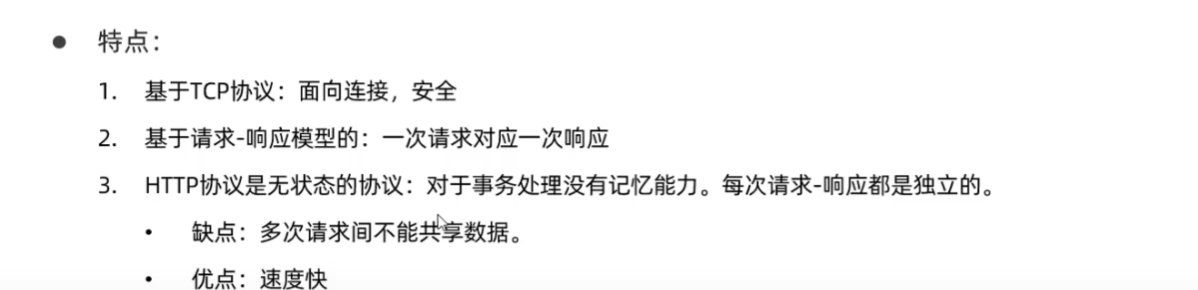 ● 特点：
1. 基于TCP协议：面向连接，安全
2. 基于请求-响应模型的：一次请求对应一次响应
3. HTTP协议是无状态的协议：对于事务处理没有记忆能力。每次请求-响应都是独立的。
• 缺点：多次请求间不能共享数据。
• 优点：速度快